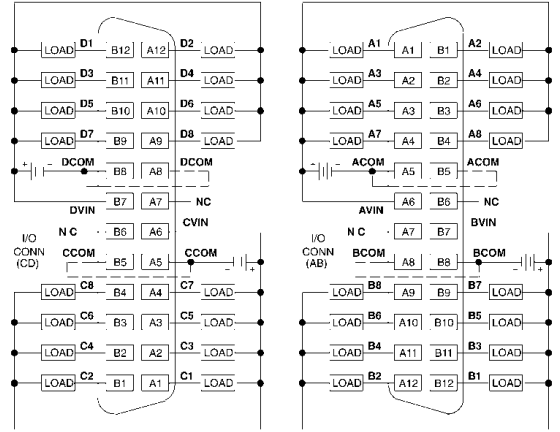 LOAD D1 B12 A12 D2 LOAD LOAD A1 A1 B1 A2 LOAD
LOAD D3 B11 A11 D4 LOAD LOAD A3 A2 B2 A4 LOAD
LOAD D5 B10 A10 D6 LOAD LOAD A5 A3 B3 A6 LOAD
LOAD D7 B9 A9 D8 LOAD LOAD A7 A4 B4 A8 LOAD
+ - DCOM B8 A8 DCOM + - ACOM A5 B5 ACOM
DVIN B7 A7 NC AVIN A6 B6 NC
I/O CONN (CD) N C B6 A6 CVIN I/O CONN (AB) NC A7 B7 BVIN
CCOM B5 A5 CCOM - + BCOM A8 B8 BCOM - +
LOAD C8 B4 A4 C7 LOAD LOAD B8 A9 B9 B7 LOAD
LOAD C6 B3 A3 C5 LOAD LOAD B6 A10 B10 B5 LOAD
LOAD C4 B2 A2 C3 LOAD LOAD B4 A11 B11 B3 LOAD
LOAD C2 B1 A1 C1 LOAD LOAD B2 A12 B12 B1 LOAD